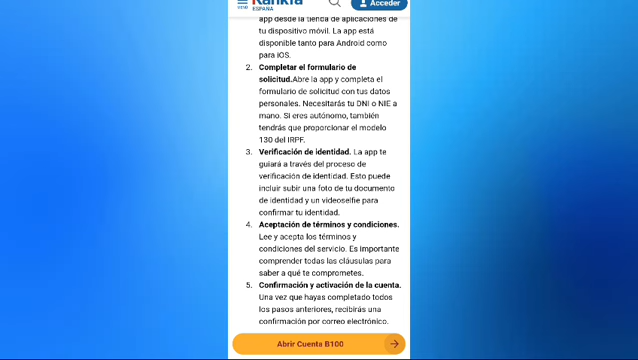 MENÚ
Rankia
ESPAÑA
Acceder
app desde la tienda de aplicaciones de
tu dispositivo móvil. La app está
disponible tanto para Android como
para iOS.
2. Completar el formulario de
solicitud.Abre la app y completa el
formulario de solicitud con tus datos
personales. Necesitarás tu DNI o NIE a
mano. Si eres autónomo, también
tendrás que proporcionar el modelo
130 del IRPF.
3. Verificación de identidad. La app te
guiará a través del proceso de
verificación de identidad. Esto puede
incluir subir una foto de tu documento
de identidad y un videoselfie para
confirmar tu identidad.
4. Aceptación de términos y condiciones.
Lee y acepta los términos y
condiciones del servicio. Es importante
comprender todas las cláusulas para
saber a qué te comprometes.
5. Confirmación y activación de la cuenta.
Una vez que hayas completado todos
los pasos anteriores, recibirás una
confirmación por correo electrónico.
Abrir Cuenta B100